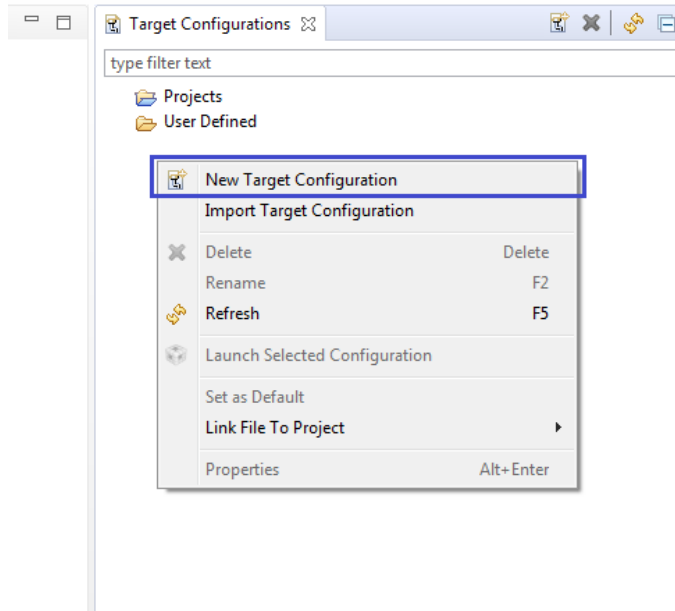 Target Configurations
type filter text
Projects
User Defined
New Target Configuration
Import Target Configuration
Delete Delete
Rename F2
Refresh F5
Launch Selected Configuration
Set as Default
Link File To Project
Properties Alt+Enter